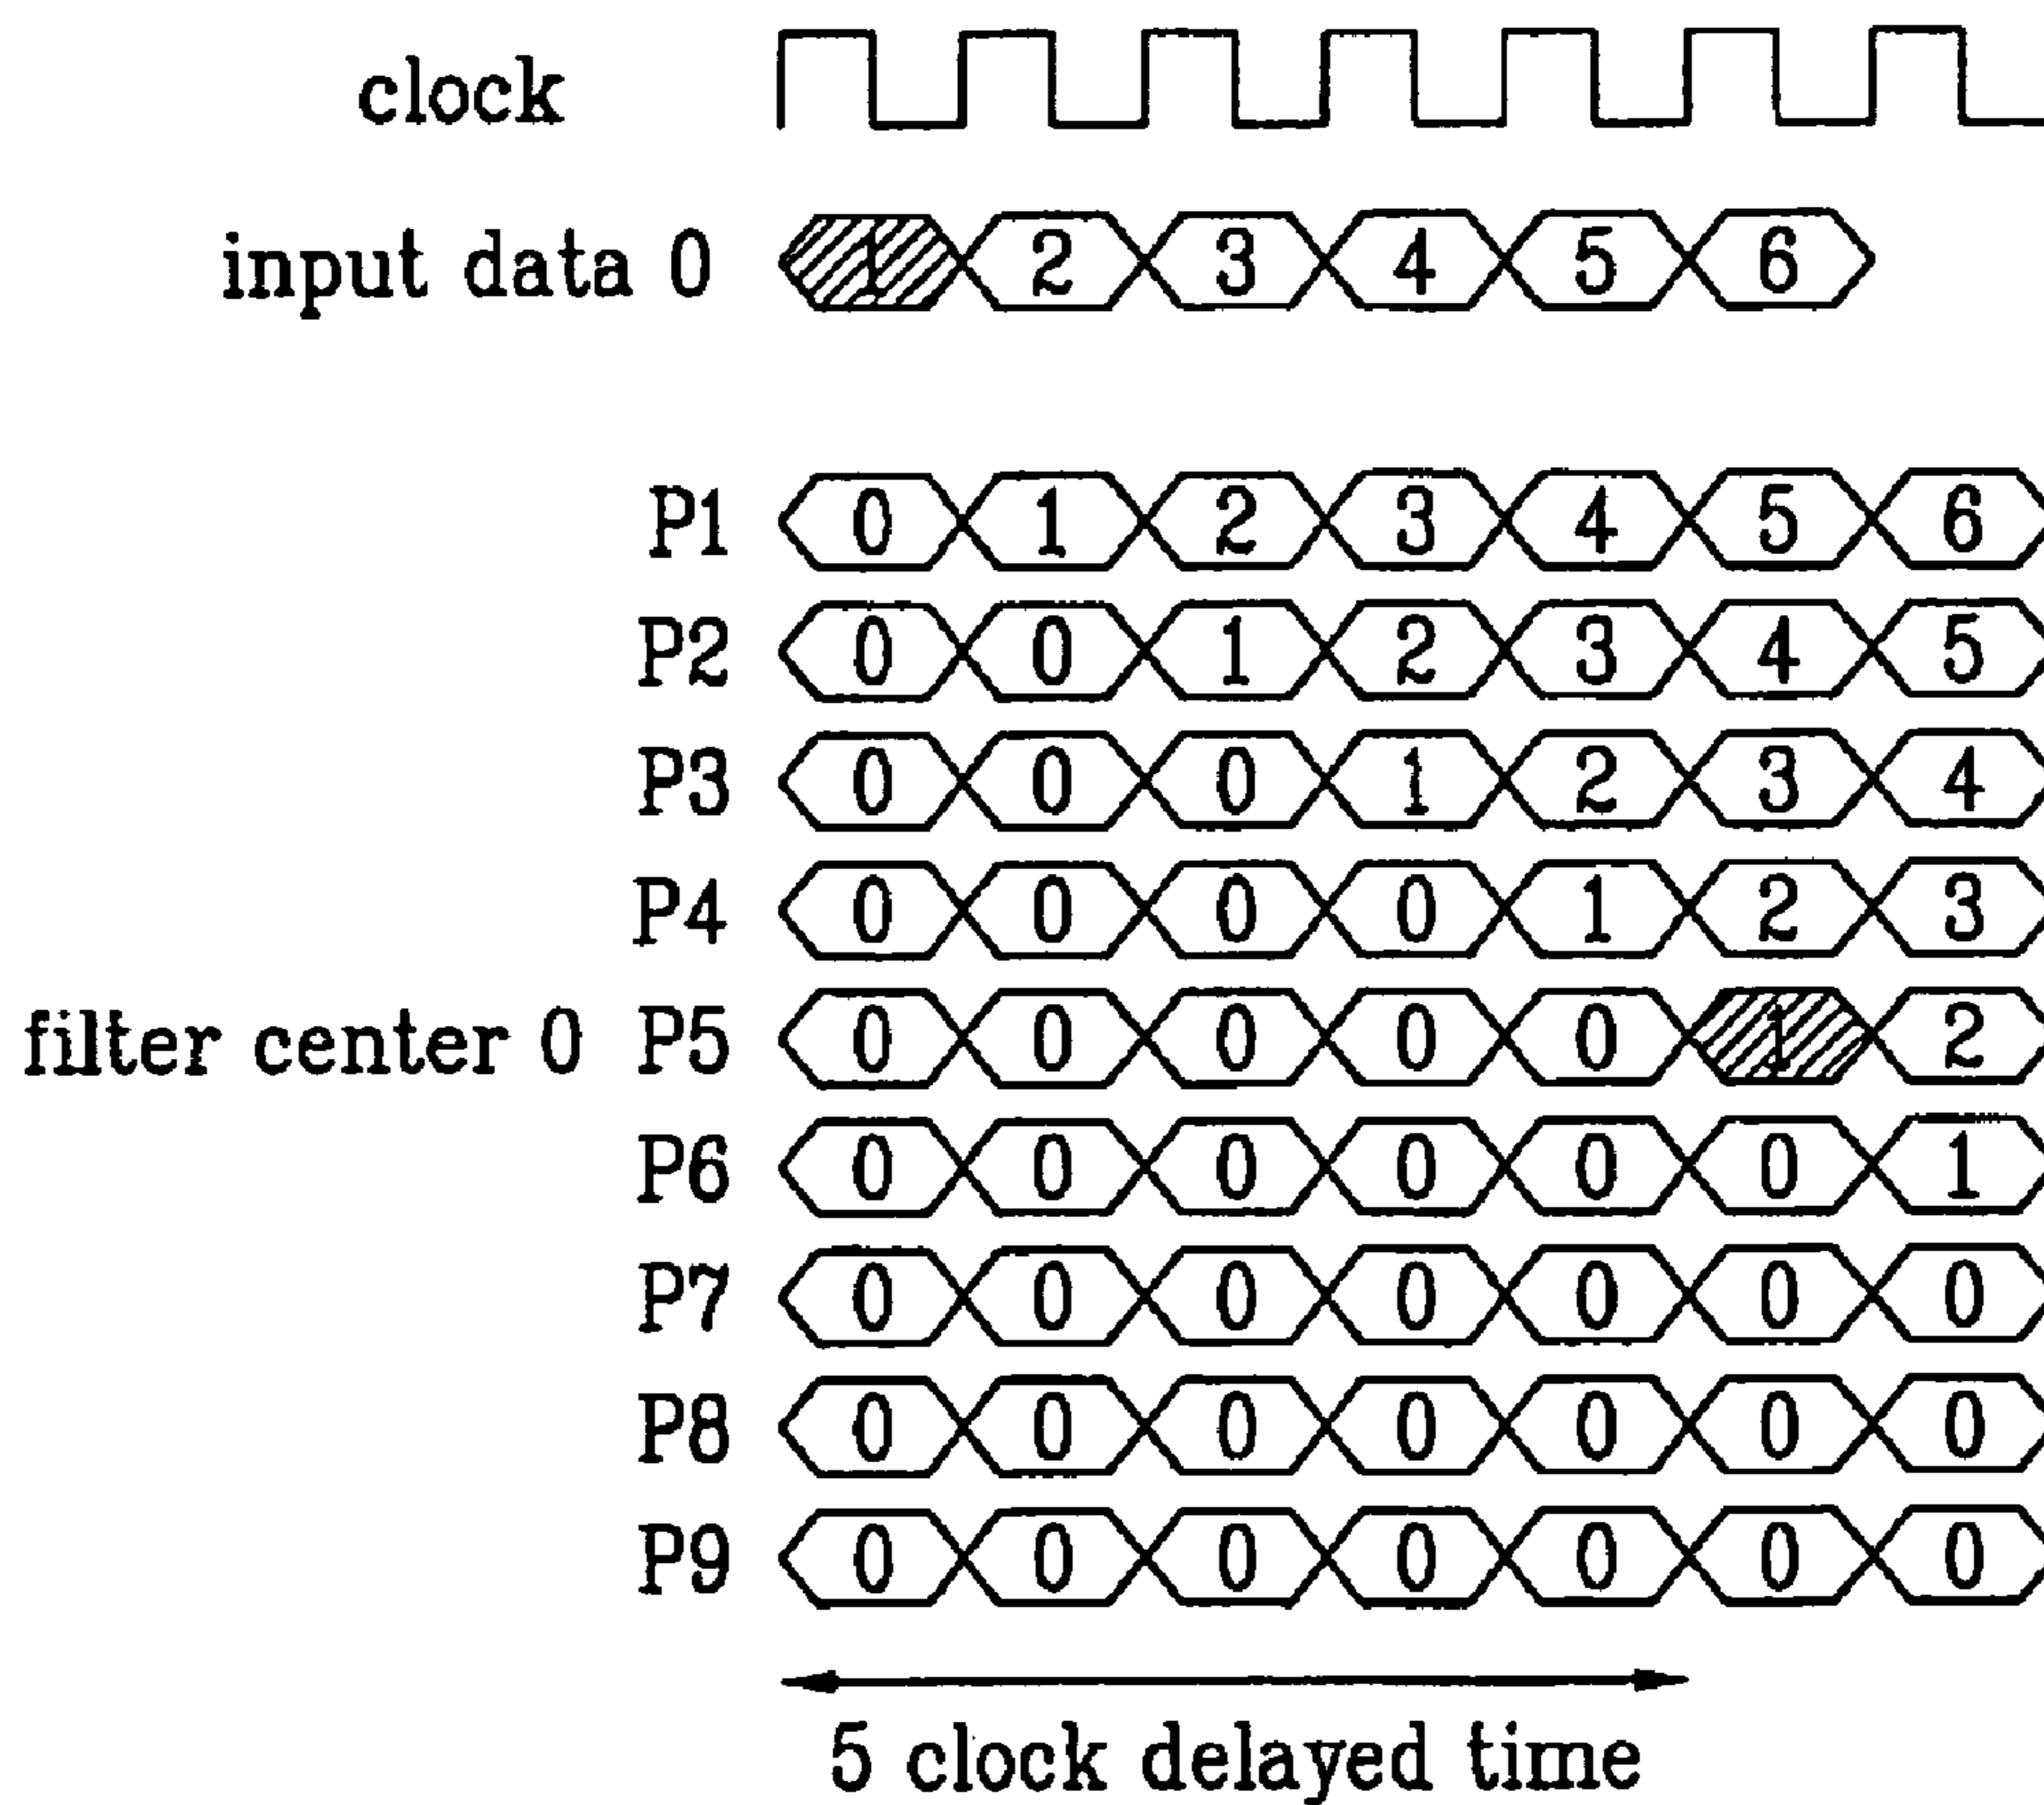 clock
input data 0 1 2 3 4 5 6
P1 0 1 2 3 4 5 6
P2 0 0 1 2 3 4 5
P3 0 0 0 1 2 3 4
P4 0 0 0 0 1 2 3
filter center 0 P5 0 0 0 0 0 1 2
P6 0 0 0 0 0 0 1
P7 0 0 0 0 0 0 0
P8 0 0 0 0 0 0 0
P9 0 0 0 0 0 0 0
5 clock delayed time